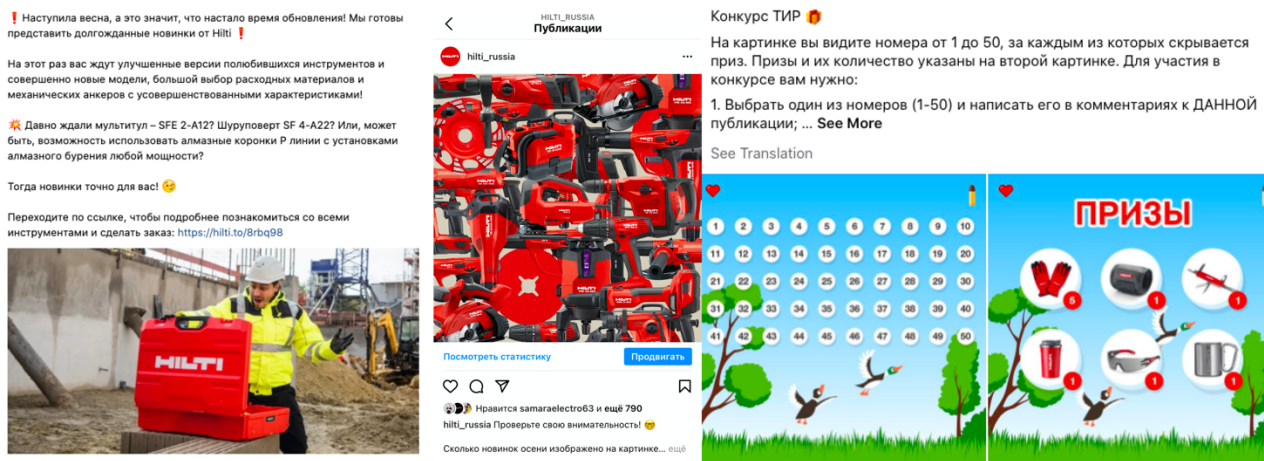 ❗ Наступила весна, а это значит, что настало время обновления! Мы готовы
представить долгожданные новинки от Hilti ❗
На этот раз вас ждут улучшенные версии полюбившихся инструментов и
совершенно новые модели, большой выбор расходных материалов и
механических анкеров с усовершенствованными характеристиками!
💥 Давно ждали мультитул – SFE 2-A12? Шуруповерт SF 4-A22? Или, может
быть, возможность использовать алмазные коронки Р линии с установками
алмазного бурения любой мощности?
Тогда новинки точно для вас! 🧐
Переходите по ссылке, чтобы подробнее познакомиться со всеми
инструментами и сделать заказ: https://hilti.to/8rbq98
HILTI
HILTI_RUSSIA
Публикации
HILTI
hilti_russia
HILTI
HILTI
HILTI
HILTI
HILTI
Посмотреть статистику
Продвигать
Нравится samaraelectro63 и ещё 790
hilti_russia Проверьте свою внимательность! 🤓
Сколько новинок осени изображено на картинке... ещё
Конкурс ТИР 🎁
На картинке вы видите номера от 1 до 50, за каждым из которых скрывается
приз. Призы и их количество указаны на второй картинке. Для участия в
конкурсе вам нужно:
1. Выбрать один из номеров (1-50) и написать его в комментариях к ДАННОЙ
публикации; ... See More
See Translation
1 2 3 4 5 6 7 8 9 10
11 12 13 14 15 16 17 18 19 20
21 22 23 24 25 26 27 28 29 30
31 32 33 34 35 36 37 38 39 40
41 42 43 44 45 46 47 48 49 50
ПРИЗЫ
5 1 1
1 1 1